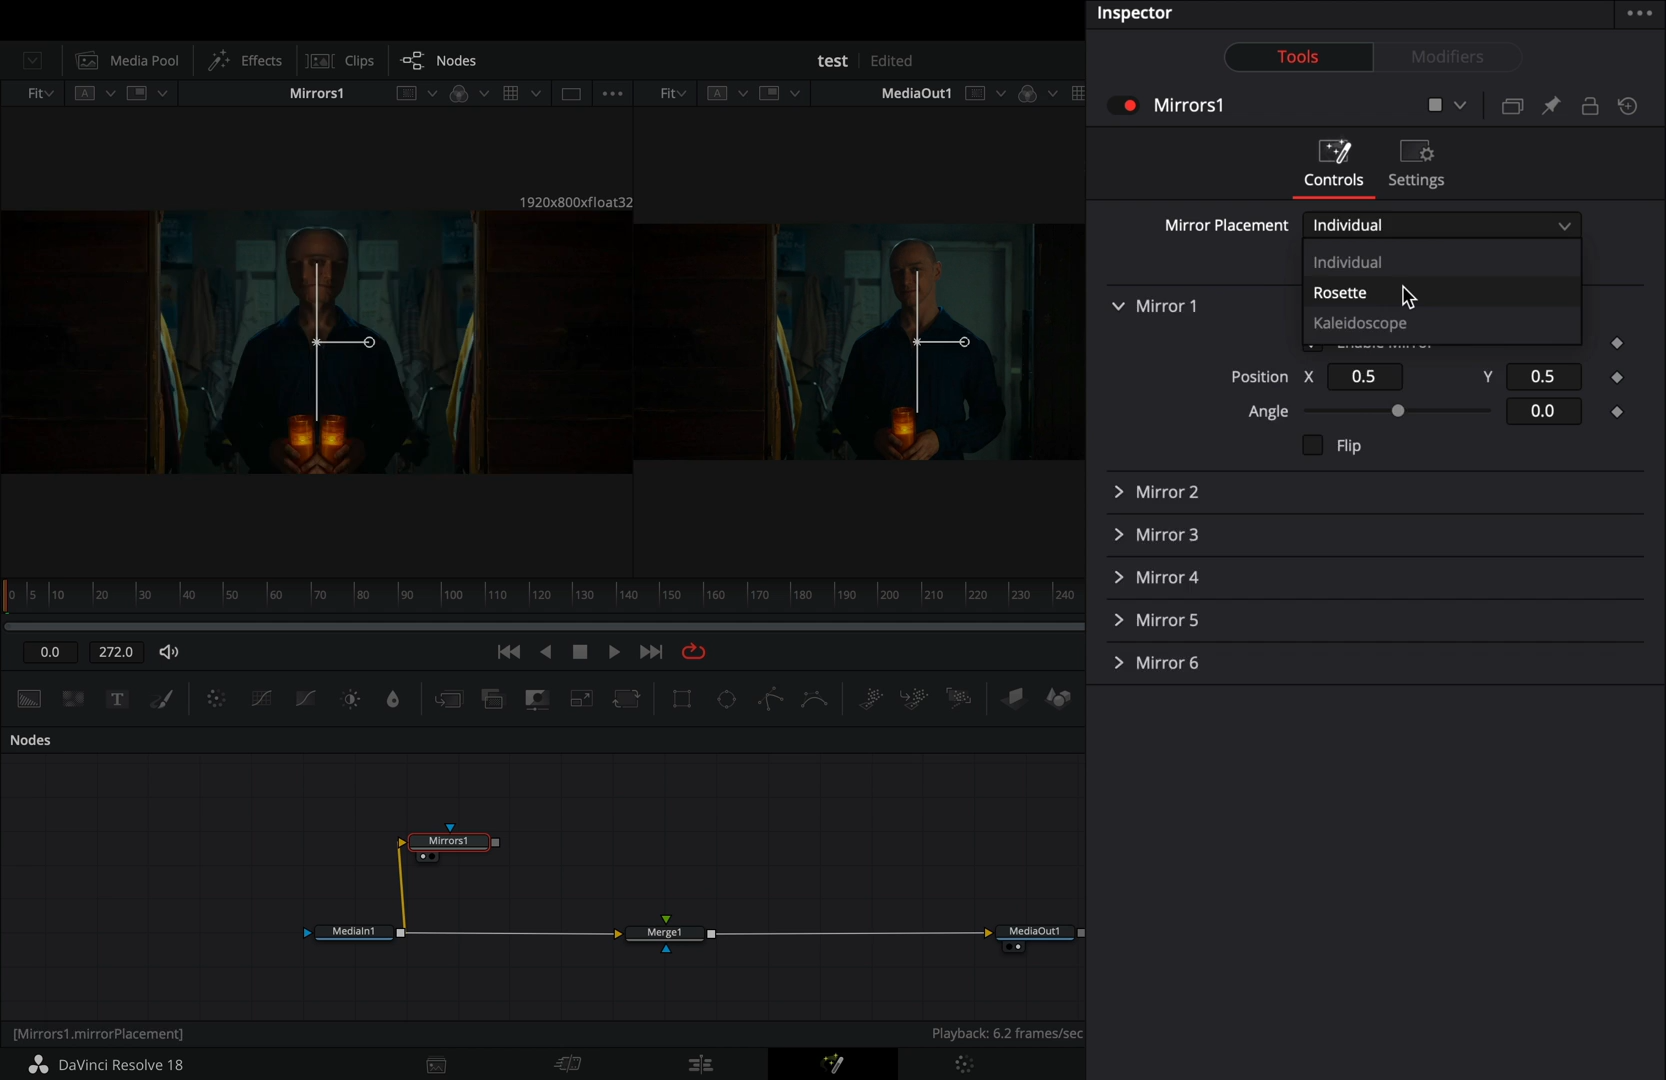 Inspector
Media Pool
Effects
Clips
Nodes
test
Edited
Tools
Modifiers
Fit
A
Mirrors1
Fit
A
MediaOut1
Mirrors1
Controls
Settings
1920x800xfloat32
Mirror Placement
Individual
Individual
Rosette
Kaleidoscope
Mirror 1
Enable Mirror
Position X 0.5 Y 0.5
Angle 0.0
Flip
Mirror 2
Mirror 3
Mirror 4
Mirror 5
Mirror 6
0 5 10 20 30 40 50 60 70 80 90 100 110 120 130 140 150 160 170 180 190 200 210 220 230 240
0.0
272.0
T
Nodes
Mirrors1
MediaIn1
Merge1
MediaOut1
[Mirrors1.mirrorPlacement]
Playback: 6.2 frames/sec
DaVinci Resolve 18